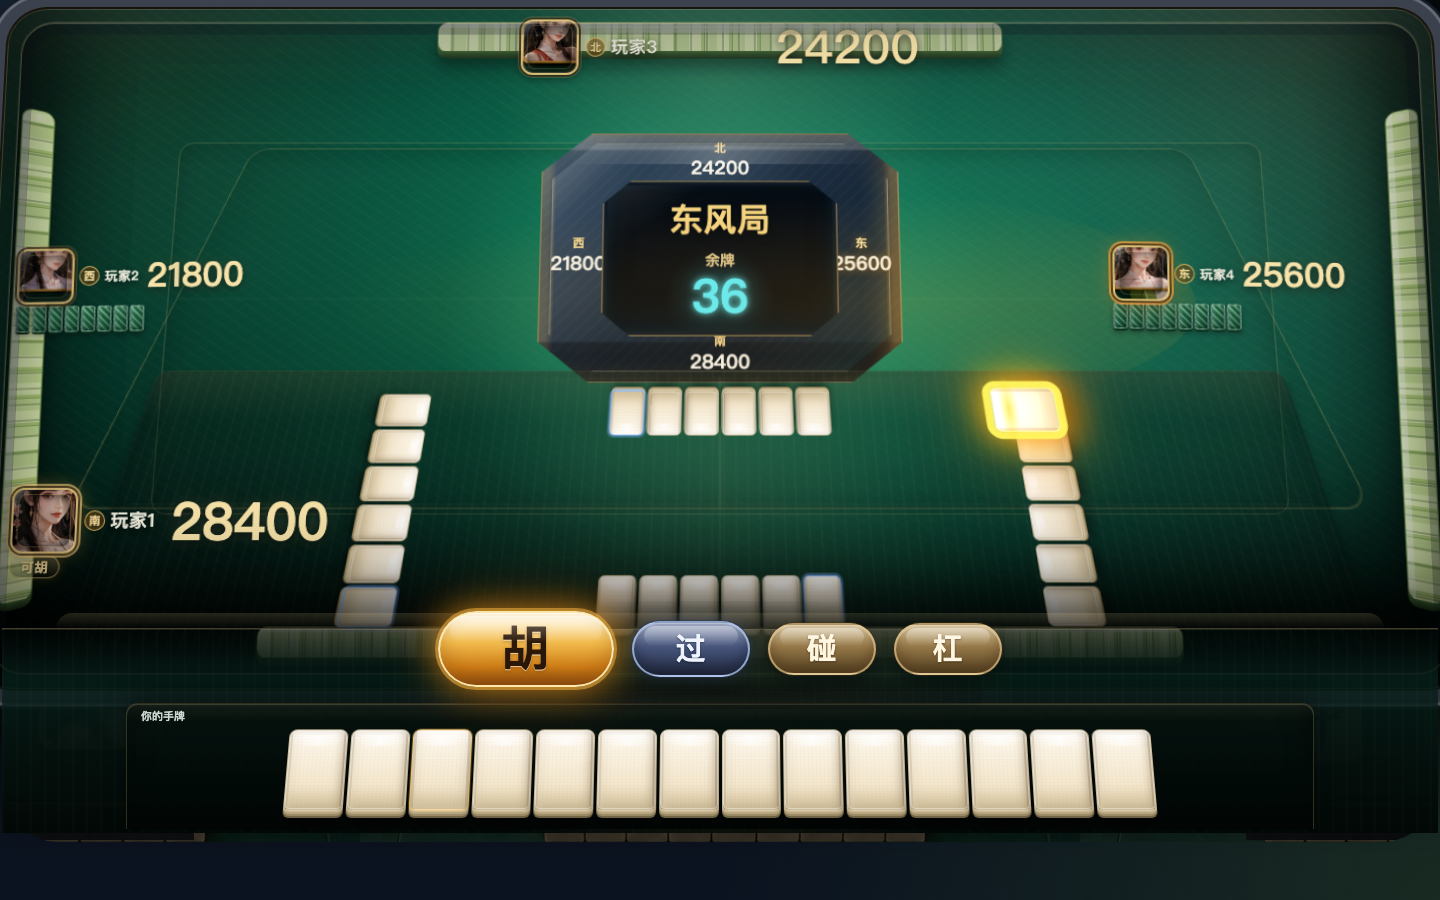 北 玩家3 24200
北
24200
东风局
西
21800
余牌
36
东
25600
南
28400
西 玩家2 21800
东 玩家4 25600
南 玩家1 28400
可胡
胡 过 碰 杠
你的手牌